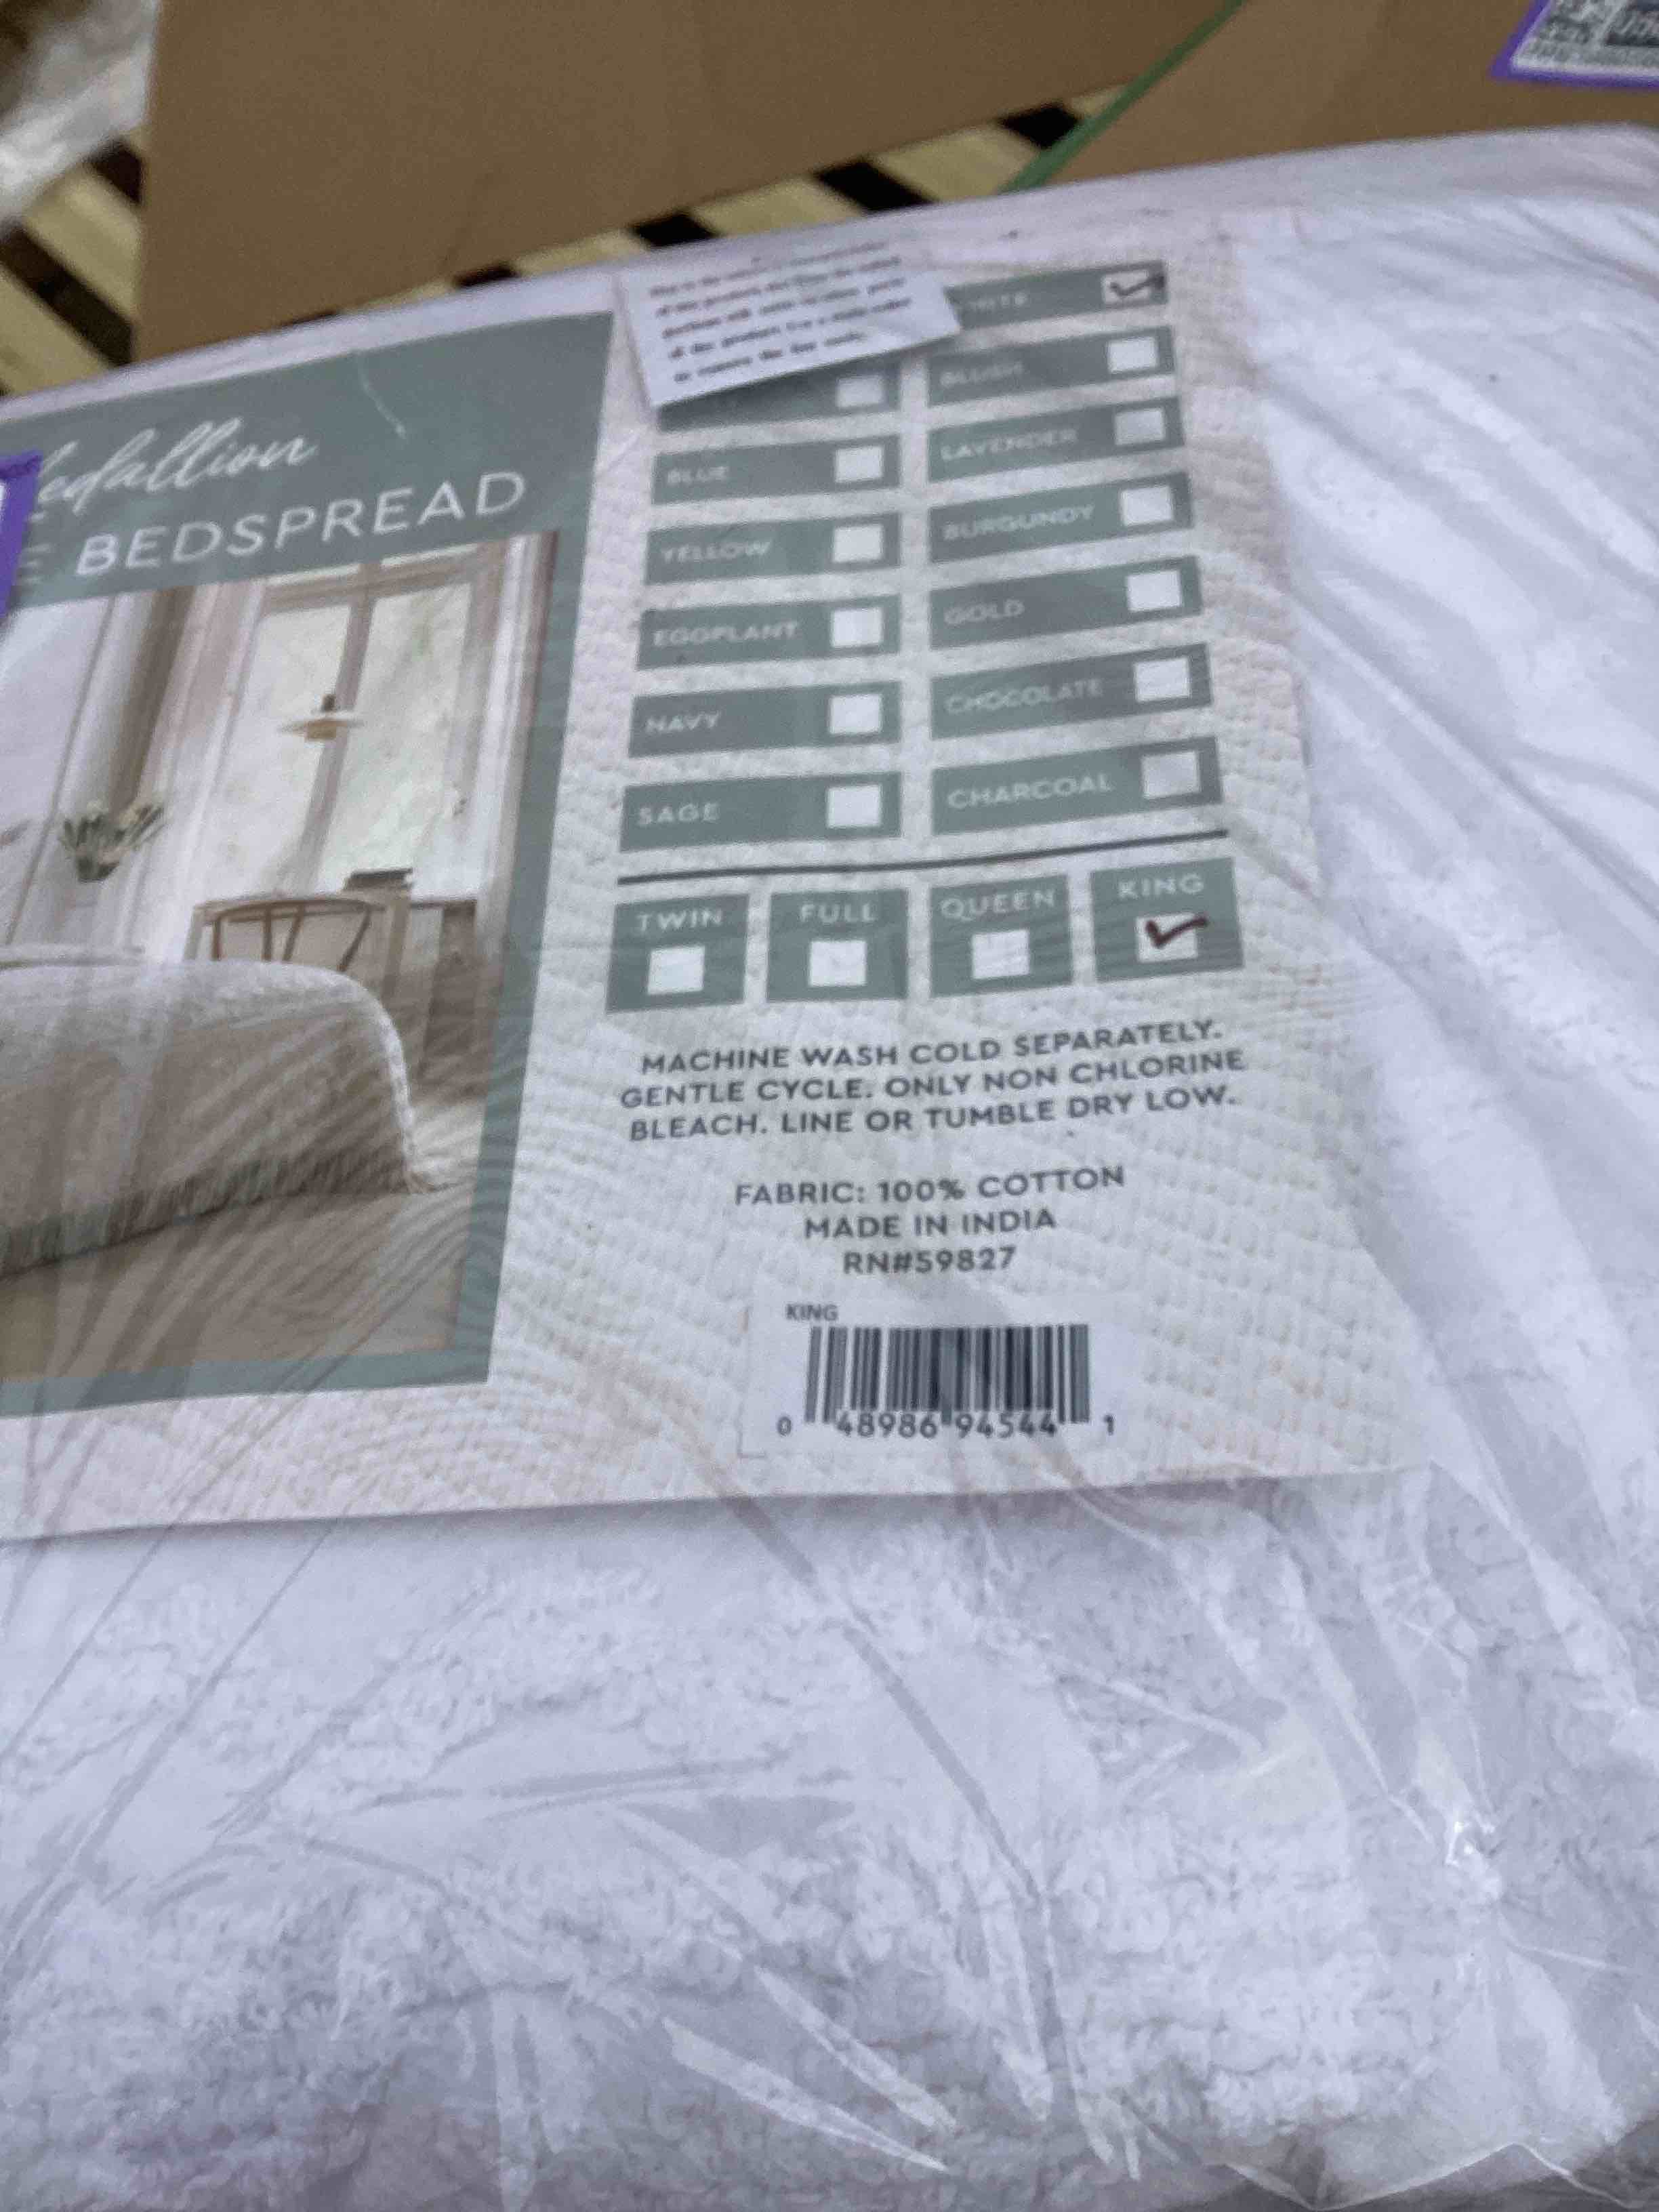 edallion
BEDSPREAD
BLUSH
BLUE
LAVENDER
YELLOW
BURGUNDY
EGGPLANT
GOLD
NAVY
CHOCOLATE
SAGE
CHARCOAL
TWIN
FULL
QUEEN
KING
MACHINE WASH COLD SEPARATELY.
GENTLE CYCLE. ONLY NON CHLORINE
BLEACH. LINE OR TUMBLE DRY LOW.
FABRIC: 100% COTTON
MADE IN INDIA
RN#59827
KING
0 48986 94544 1